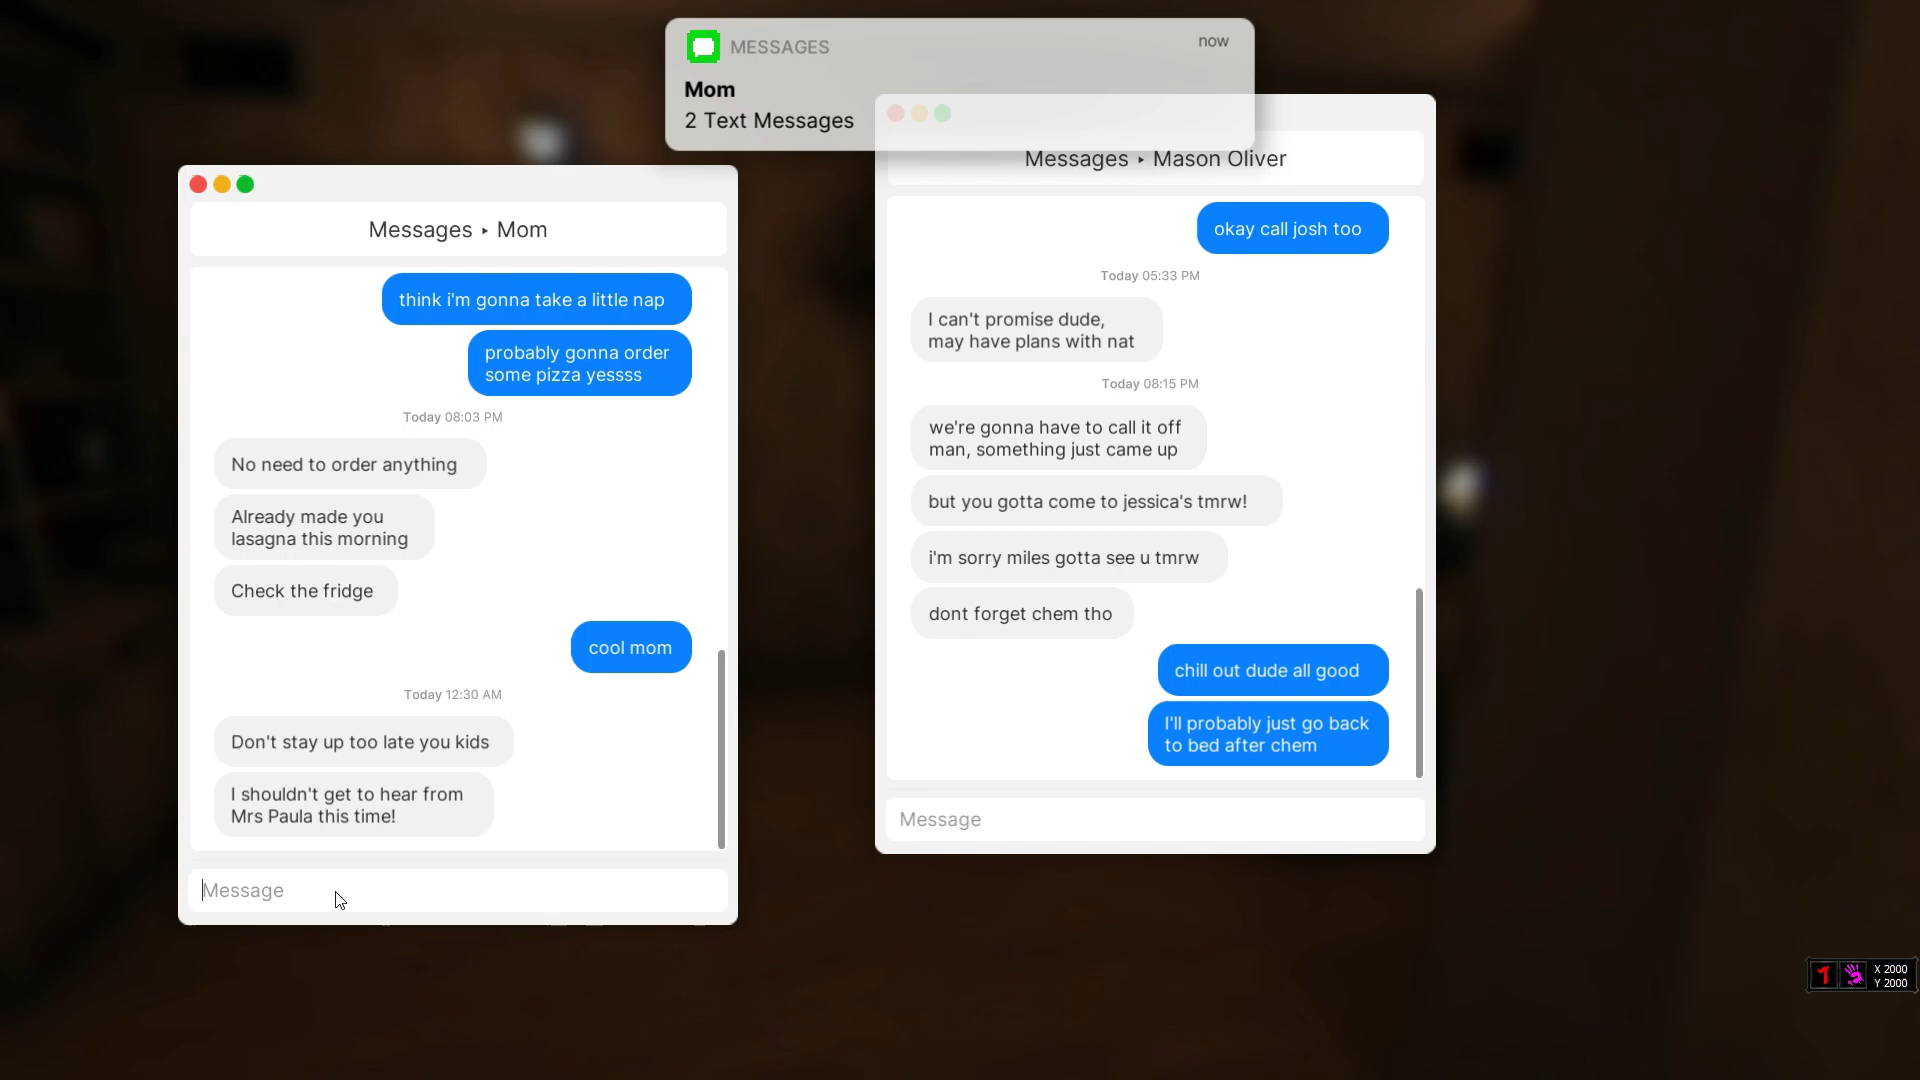 MESSAGES
now
Mom
2 Text Messages
Messages ‣ Mom
think i'm gonna take a little nap
probably gonna order
some pizza yessss
Today 08:03 PM
No need to order anything
Already made you
lasagna this morning
Check the fridge
cool mom
Today 12:30 AM
Don't stay up too late you kids
I shouldn't get to hear from
Mrs Paula this time!
Message
Messages ‣ Mason Oliver
okay call josh too
Today 05:33 PM
I can't promise dude,
may have plans with nat
Today 08:15 PM
we're gonna have to call it off
man, something just came up
but you gotta come to jessica's tmrw!
i'm sorry miles gotta see u tmrw
dont forget chem tho
chill out dude all good
I'll probably just go back
to bed after chem
Message
X 2000
Y 2000